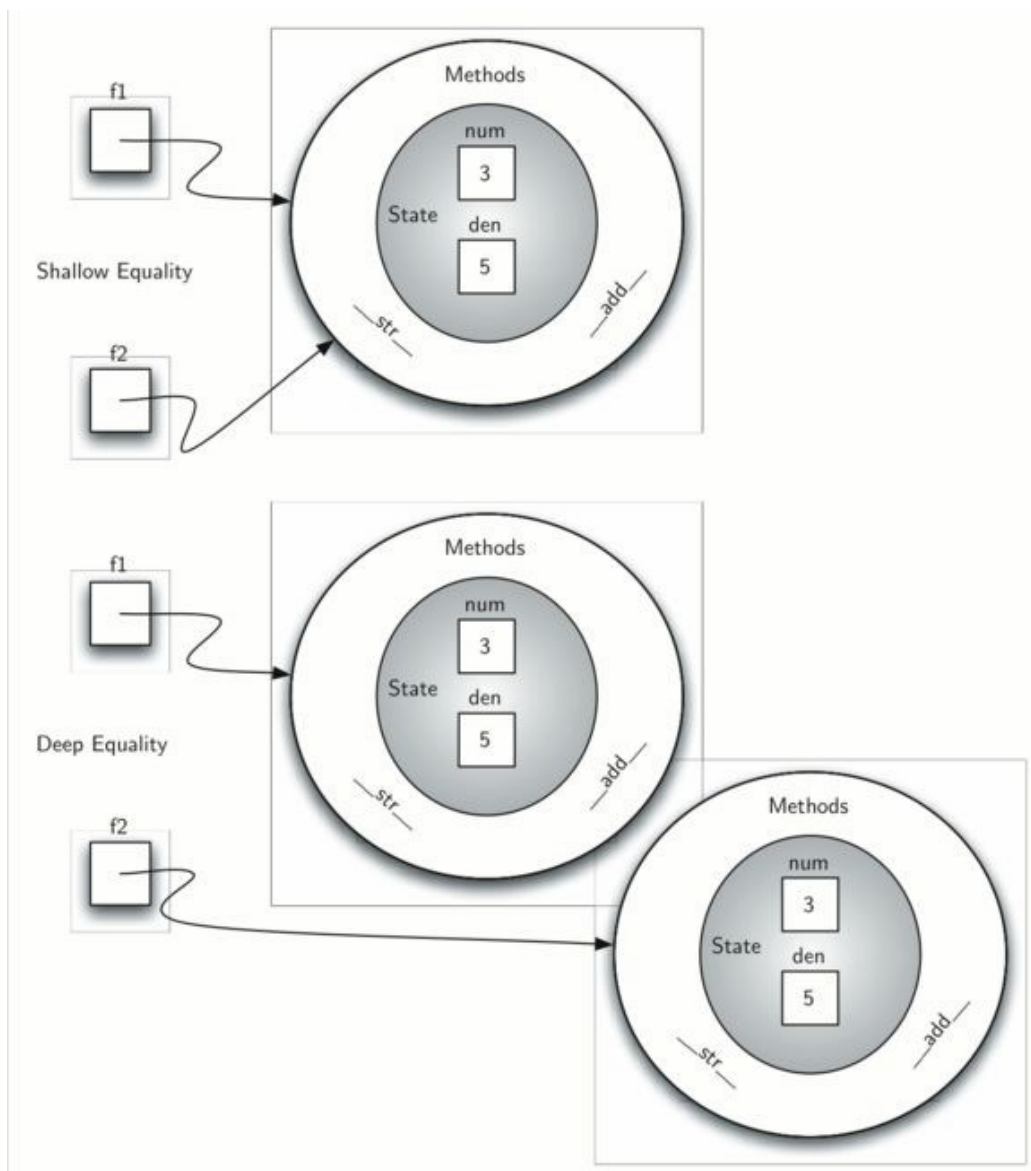 f1
Methods
num
3
State
den
5
Shallow Equality
__str__
__add__
f2
f1
Methods
num
3
State
den
5
Deep Equality
__str__
__add__
f2
Methods
num
3
State
den
5
__str__
__add__